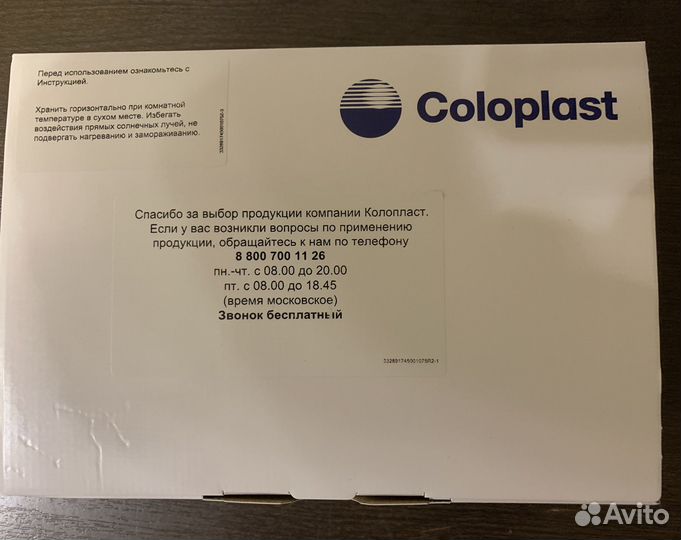 Перед использованием ознакомьтесь с
Инструкцией.
Хранить горизонтально при комнатной
температуре в сухом месте. Избегать
воздействия прямых солнечных лучей, не
подвергать нагреванию и замораживанию.
Coloplast
Спасибо за выбор продукции компании Колопласт.
Если у вас возникли вопросы по применению
продукции, обращайтесь к нам по телефону
8 800 700 11 26
пн.-чт. с 08.00 до 20.00
пт. с 08.00 до 18.45
(время московское)
Звонок бесплатный
Avito